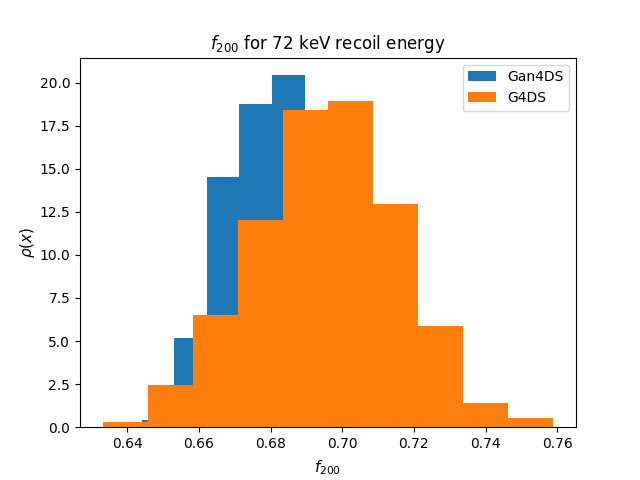 f₂₀₀ for 72 keV recoil energy
Gan4DS
G4DS
ρ(x)
20.0
17.5
15.0
12.5
10.0
7.5
5.0
2.5
0.0
0.64 0.66 0.68 0.70 0.72 0.74 0.76
f₂₀₀